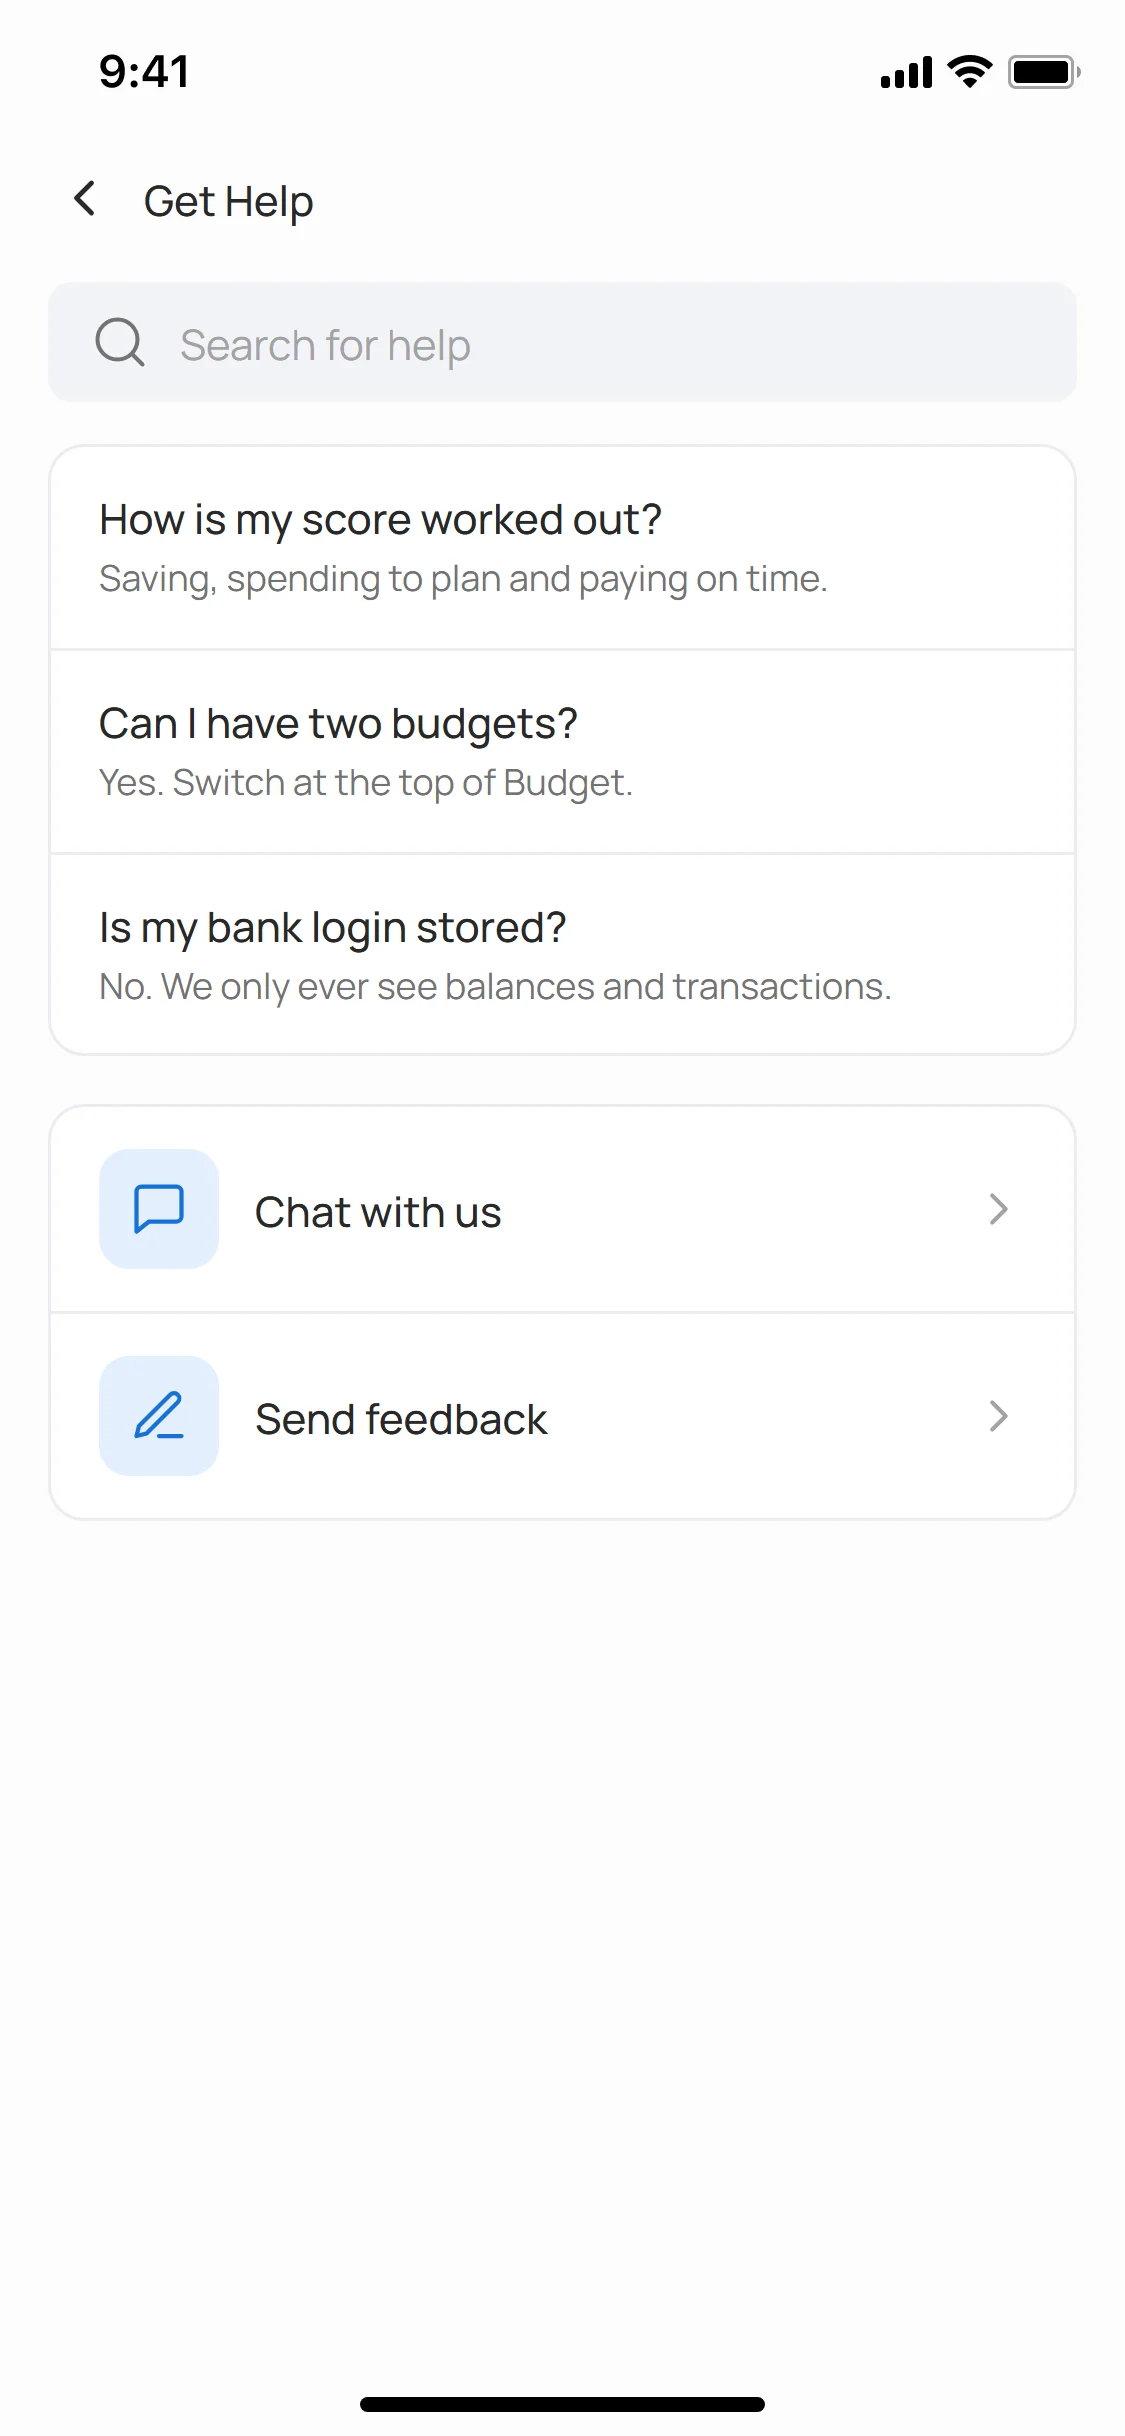 9:41
Get Help
Search for help
How is my score worked out?
Saving, spending to plan and paying on time.
Can I have two budgets?
Yes. Switch at the top of Budget.
Is my bank login stored?
No. We only ever see balances and transactions.
Chat with us
Send feedback